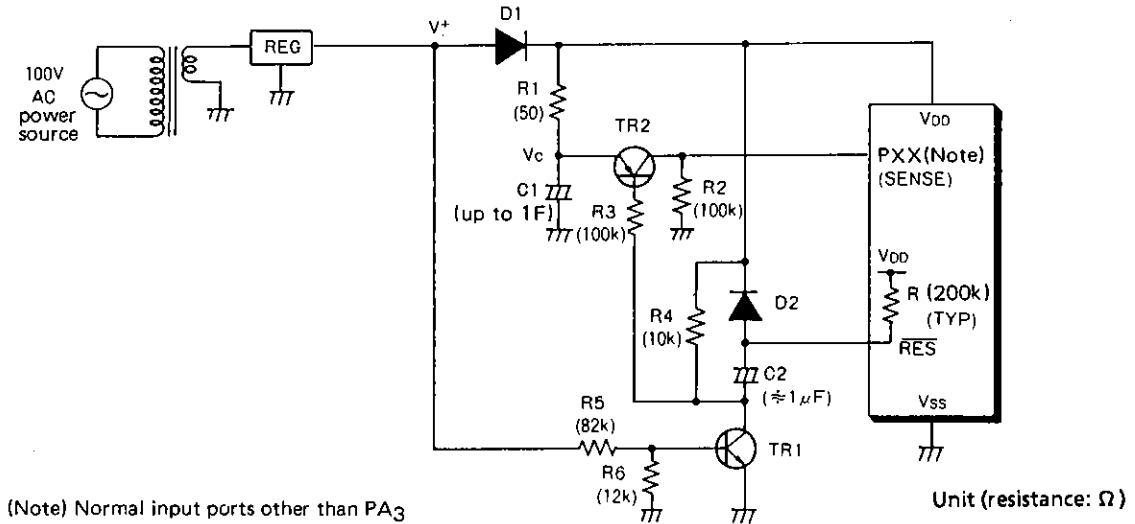 V+
D1
REG
100V
AC
power
source
R1
(50)
TR2
VDD
Vc
PXX(Note)
(SENSE)
C1
(up to 1F)
R2
(100k)
R3
(100k)
VDD
R (200k)
(TYP)
D2
R4
(10k)
RES
C2
(≑1μF)
VSS
R5
(82k)
TR1
R6
(12k)
(Note) Normal input ports other than PA3
Unit (resistance: Ω)